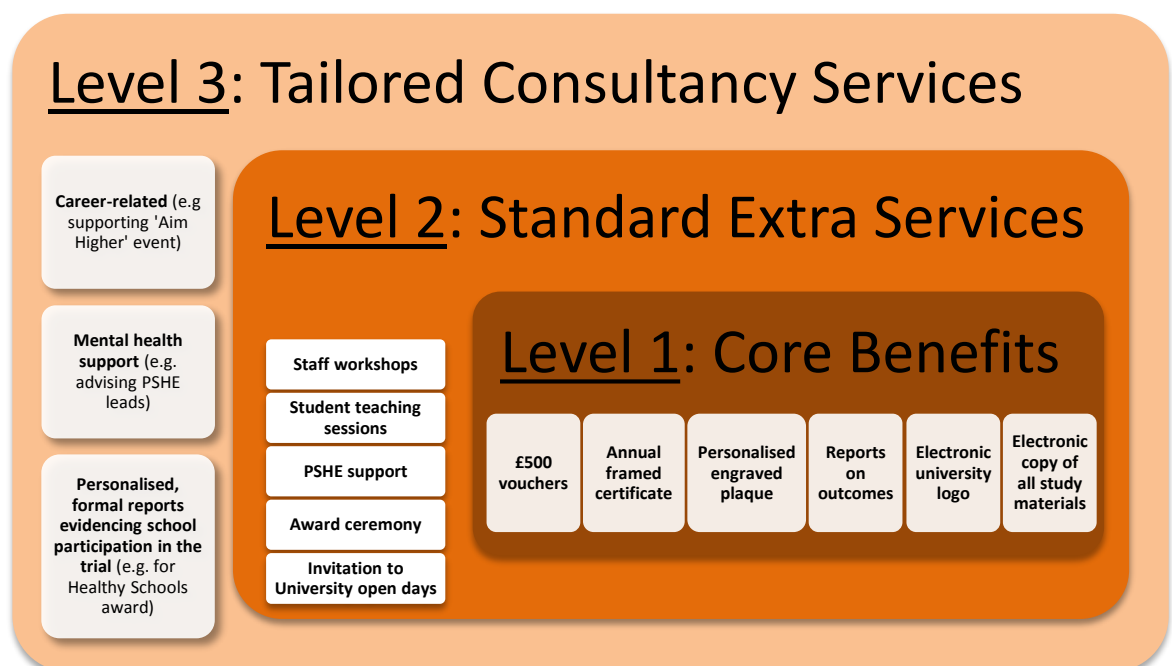 Level 3: Tailored Consultancy Services
Career-related (e.g
supporting 'Aim
Higher' event)
Mental health
support (e.g.
advising PSHE
leads)
Personalised,
formal reports
evidencing school
participation in the
trial (e.g. for
Healthy Schools
award)
Level 2: Standard Extra Services
Staff workshops
Student teaching
sessions
PSHE support
Award ceremony
Invitation to
University open days
Level 1: Core Benefits
£500
vouchers
Annual
framed
certificate
Personalised
engraved
plaque
Reports
on
outcomes
Electronic
university
logo
Electronic
copy of
all study
materials